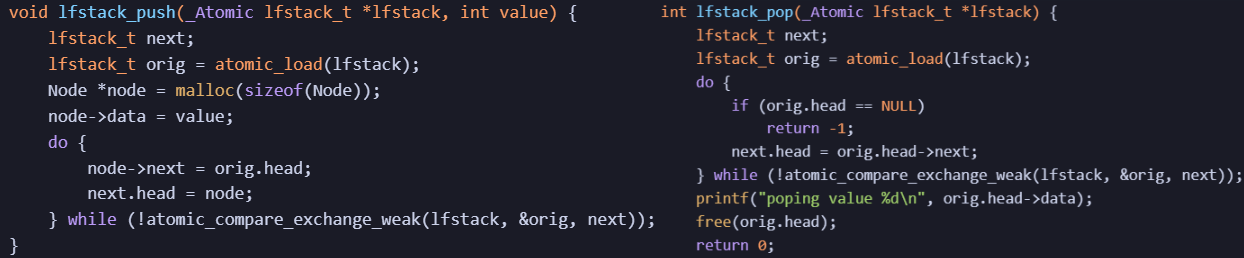 void lfstack_push(_Atomic lfstack_t *lfstack, int value) {
    lfstack_t next;
    lfstack_t orig = atomic_load(lfstack);
    Node *node = malloc(sizeof(Node));
    node->data = value;
    do {
        node->next = orig.head;
        next.head = node;
    } while (!atomic_compare_exchange_weak(lfstack, &orig, next));
}
int lfstack_pop(_Atomic lfstack_t *lfstack) {
    lfstack_t next;
    lfstack_t orig = atomic_load(lfstack);
    do {
        if (orig.head == NULL)
            return -1;
        next.head = orig.head->next;
    } while (!atomic_compare_exchange_weak(lfstack, &orig, next));
    printf("poping value %d\n", orig.head->data);
    free(orig.head);
    return 0;